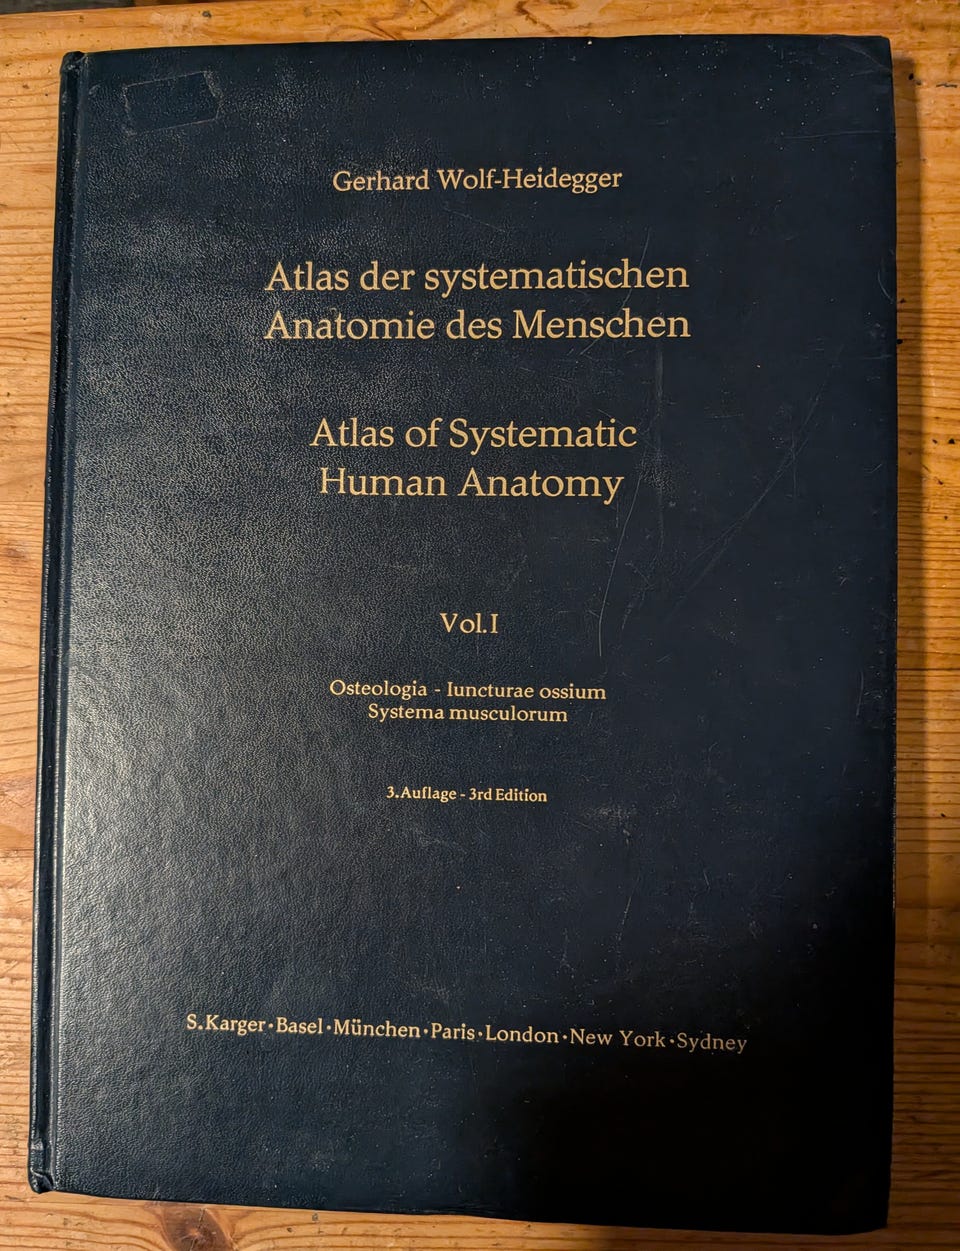 Gerhard Wolf-Heidegger
Atlas der systematischen
Anatomie des Menschen
Atlas of Systematic
Human Anatomy
Vol.I
Osteologia - Iuncturae ossium
Systema musculorum
3.Auflage - 3rd Edition
S.Karger·Basel·München·Paris·London·New York·Sydney